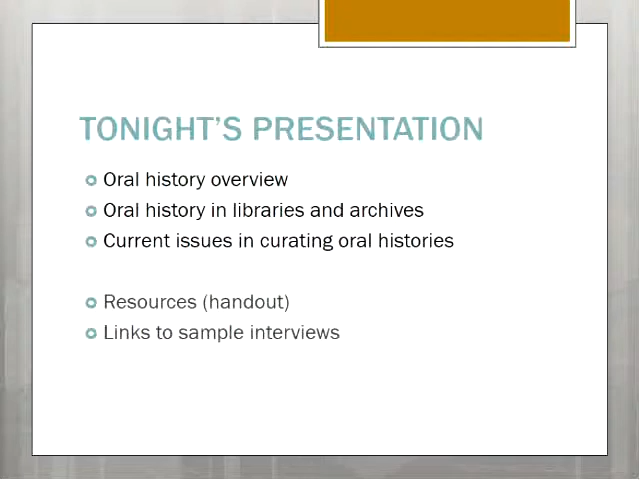 TONIGHT'S PRESENTATION
Oral history overview
Oral history in libraries and archives
Current issues in curating oral histories
Resources (handout)
Links to sample interviews